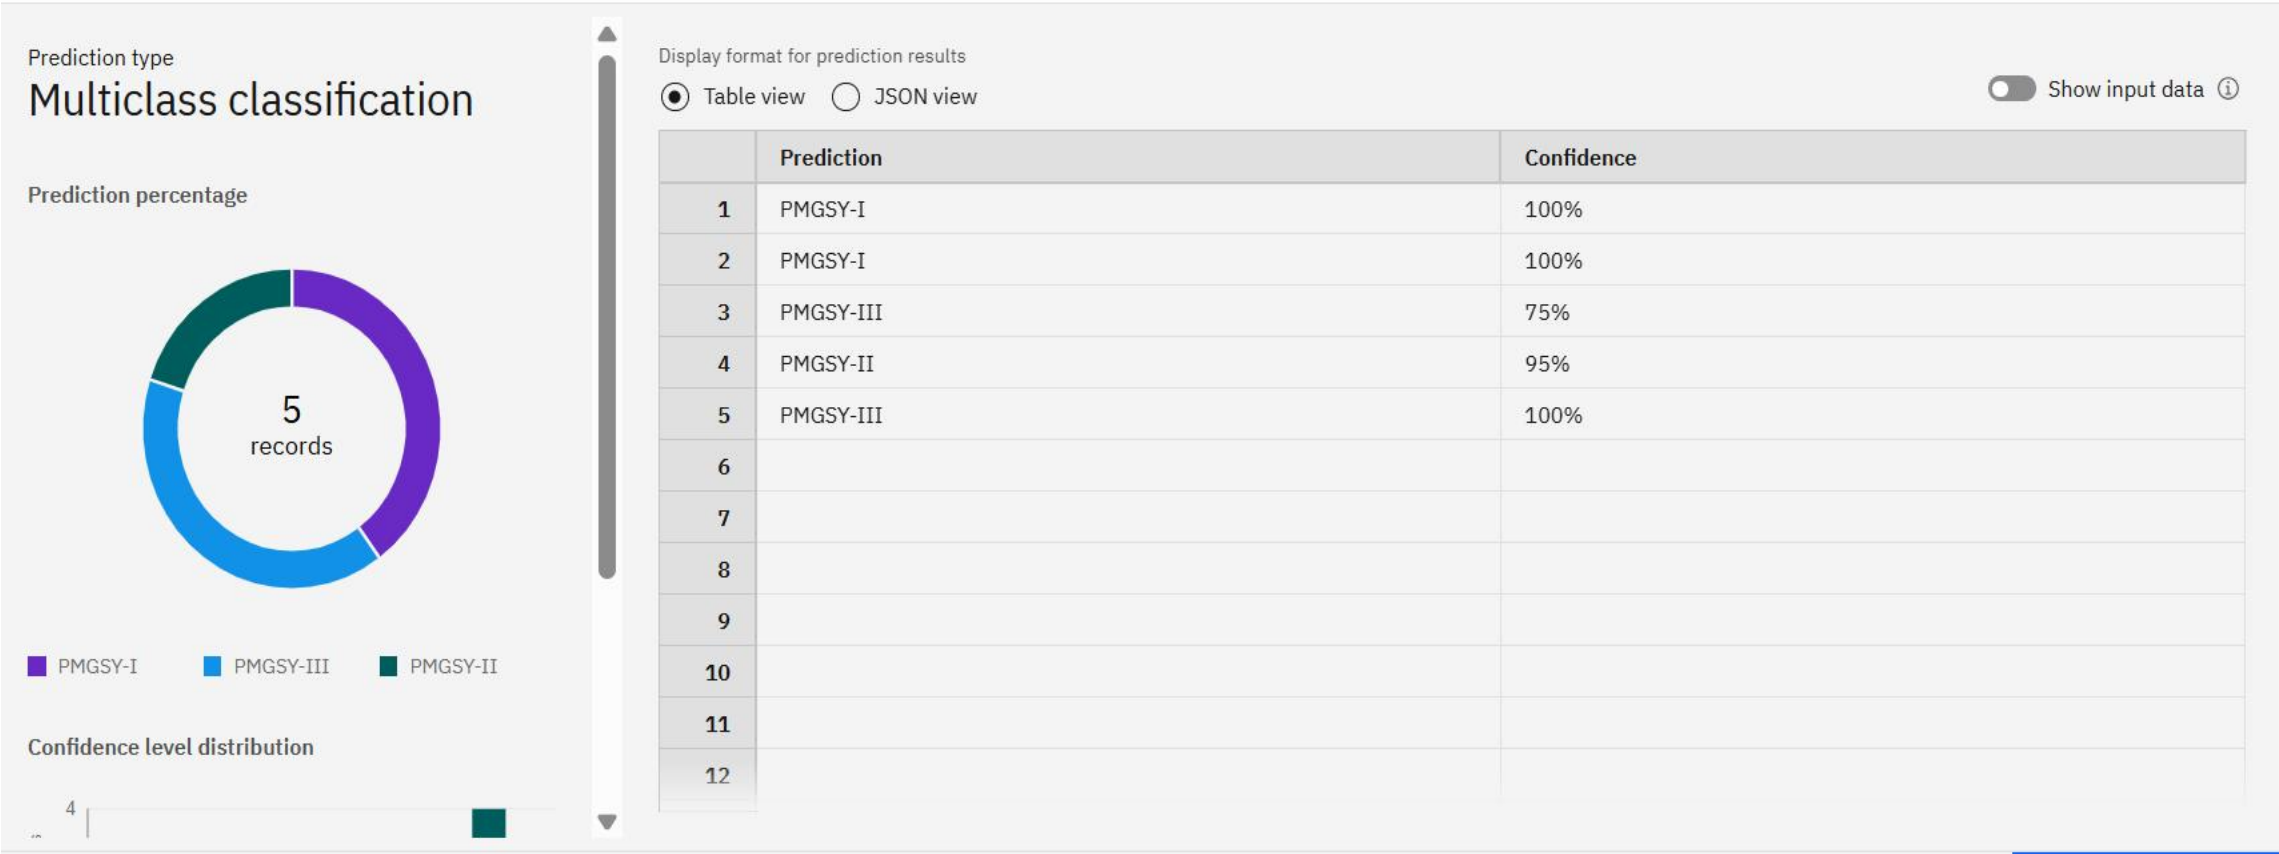 Prediction type
Multiclass classification
Prediction percentage
5
records
PMGSY-I PMGSY-III PMGSY-II
Confidence level distribution
4
Display format for prediction results
Table view JSON view
Show input data
Prediction Confidence
1 PMGSY-I 100%
2 PMGSY-I 100%
3 PMGSY-III 75%
4 PMGSY-II 95%
5 PMGSY-III 100%
6
7
8
9
10
11
12